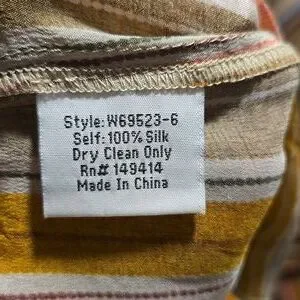 Style: W69523-6
Self: 100% Silk
Dry Clean Only
Rn# 149414
Made In China